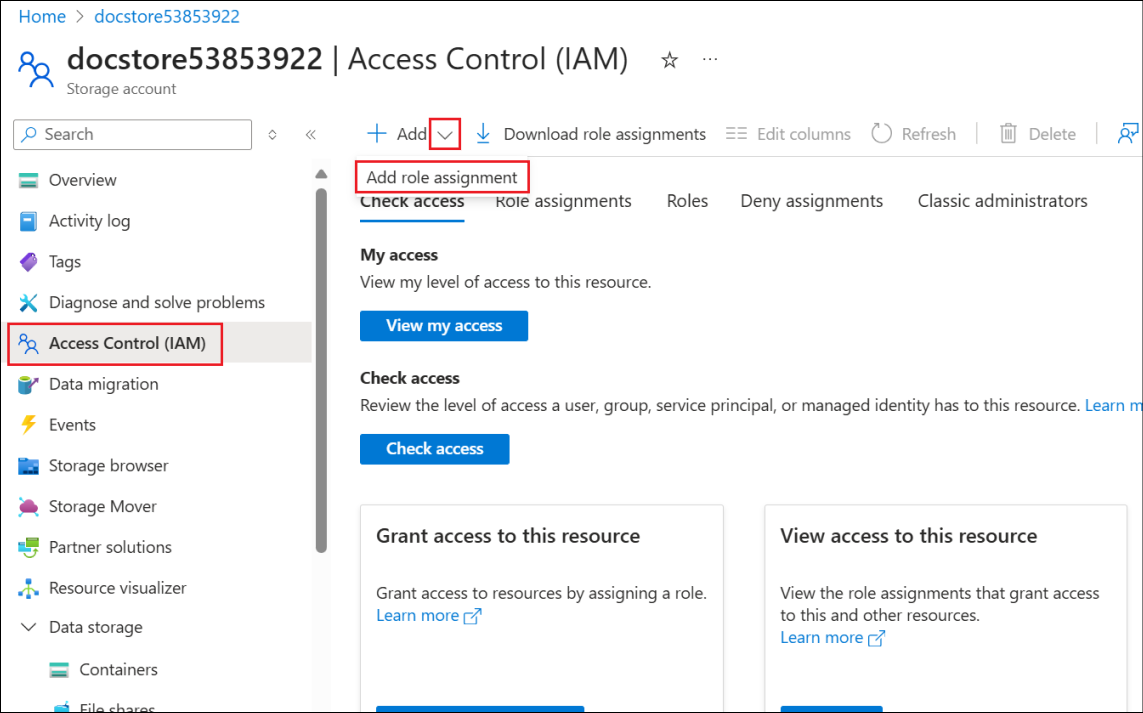 Home > docstore53853922
docstore53853922 | Access Control (IAM)
Storage account
Search
Add
Download role assignments
Edit columns
Refresh
Delete
Add role assignment
Overview
Activity log
Tags
Diagnose and solve problems
Access Control (IAM)
Data migration
Events
Storage browser
Storage Mover
Partner solutions
Resource visualizer
Data storage
Containers
File shares
Check access
Role assignments
Roles
Deny assignments
Classic administrators
My access
View my level of access to this resource.
View my access
Check access
Review the level of access a user, group, service principal, or managed identity has to this resource. Learn m
Check access
Grant access to this resource
Grant access to resources by assigning a role.
Learn more
View access to this resource
View the role assignments that grant access
to this and other resources.
Learn more